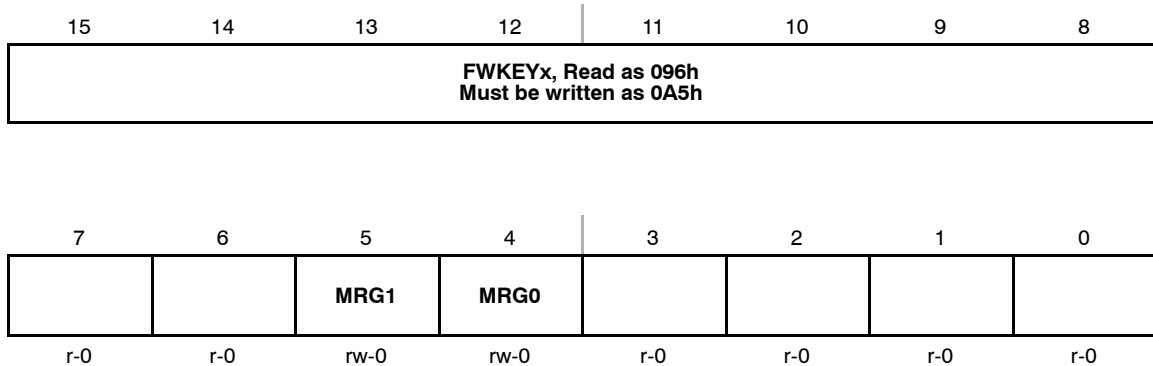 15 14 13 12 11 10 9 8
FWKEYx, Read as 096h
Must be written as 0A5h
7 6 5 4 3 2 1 0
MRG1 MRG0
r-0 r-0 rw-0 rw-0 r-0 r-0 r-0 r-0